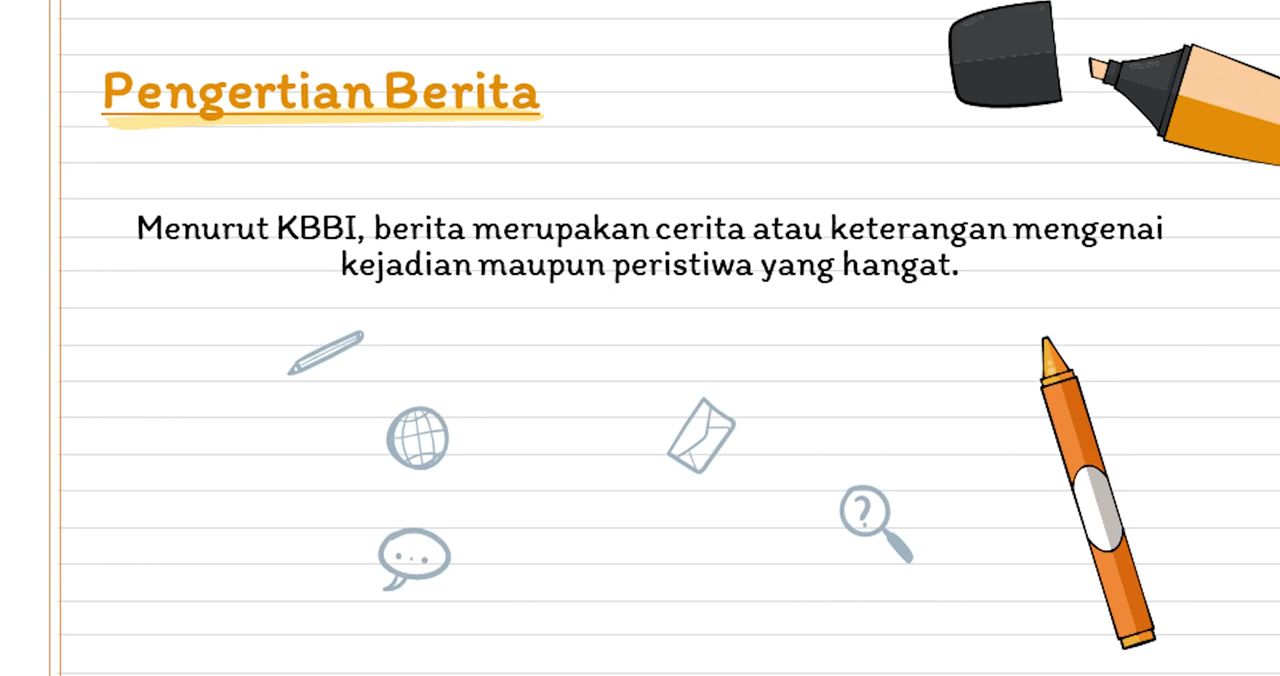 Pengertian Berita
Menurut KBBI, berita merupakan cerita atau keterangan mengenai
kejadian maupun peristiwa yang hangat.
?